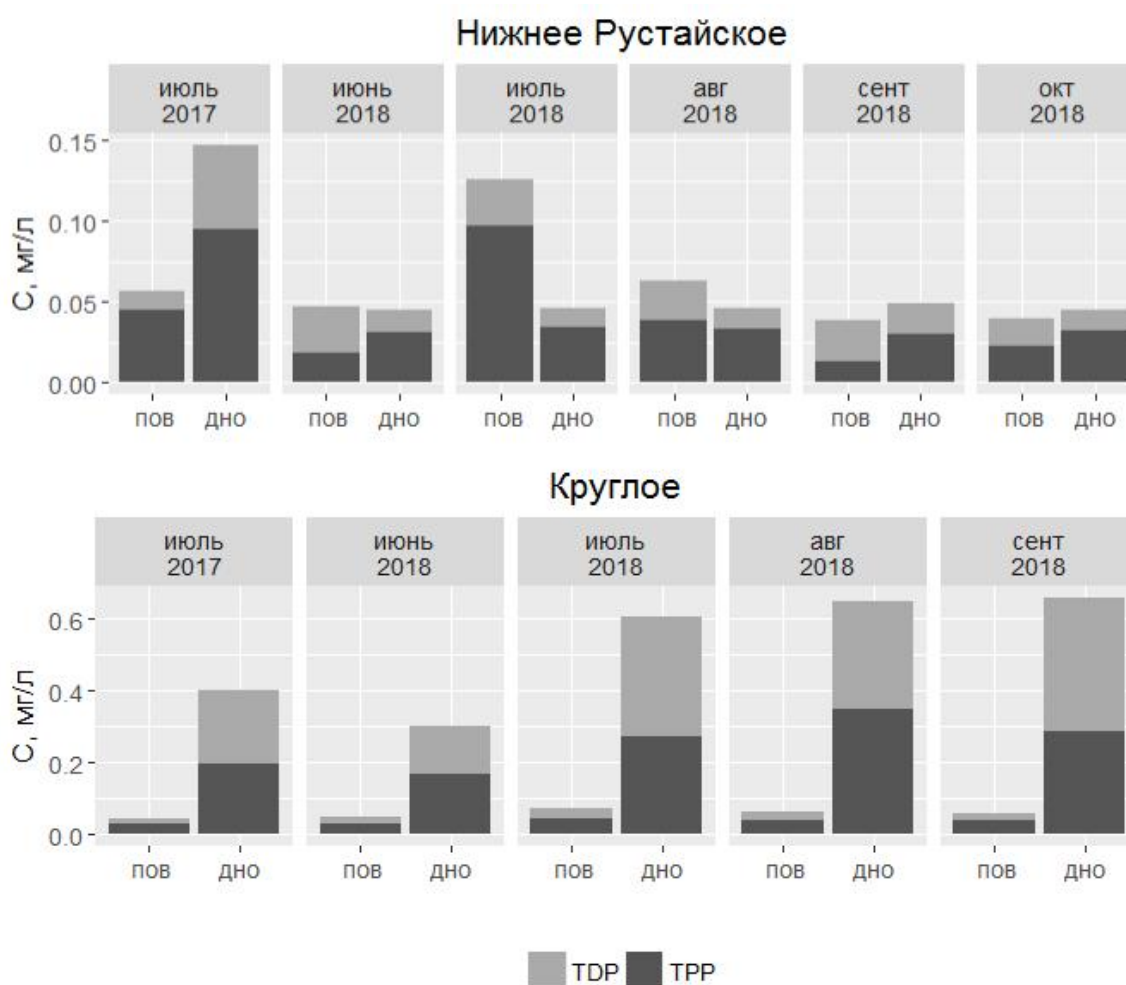 Нижнее Рустайское
июль
2017
июнь
2018
июль
2018
авг
2018
сент
2018
окт
2018
С, мг/л
0.15
0.10
0.05
0.00
пов дно пов дно пов дно пов дно пов дно пов дно
Круглое
июль
2017
июнь
2018
июль
2018
авг
2018
сент
2018
С, мг/л
0.6
0.4
0.2
0.0
пов дно пов дно пов дно пов дно пов дно
TDP TPP